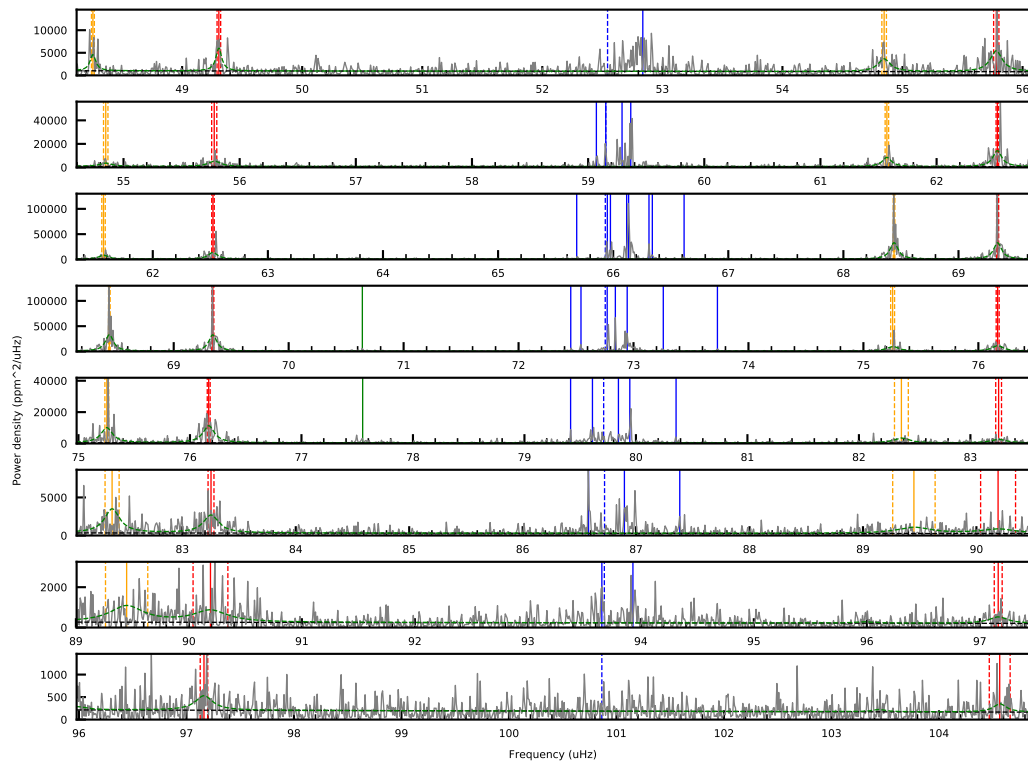 10000
5000
0
49 50 51 52 53 54 55 56
40000
20000
0
55 56 57 58 59 60 61 62
100000
50000
0
62 63 64 65 66 67 68 69
100000
50000
0
69 70 71 72 73 74 75 76
40000
20000
0
75 76 77 78 79 80 81 82 83
5000
0
83 84 85 86 87 88 89 90
2000
0
89 90 91 92 93 94 95 96 97
1000
500
0
96 97 98 99 100 101 102 103 104
Power density (ppm^2/uHz)
Frequency (uHz)